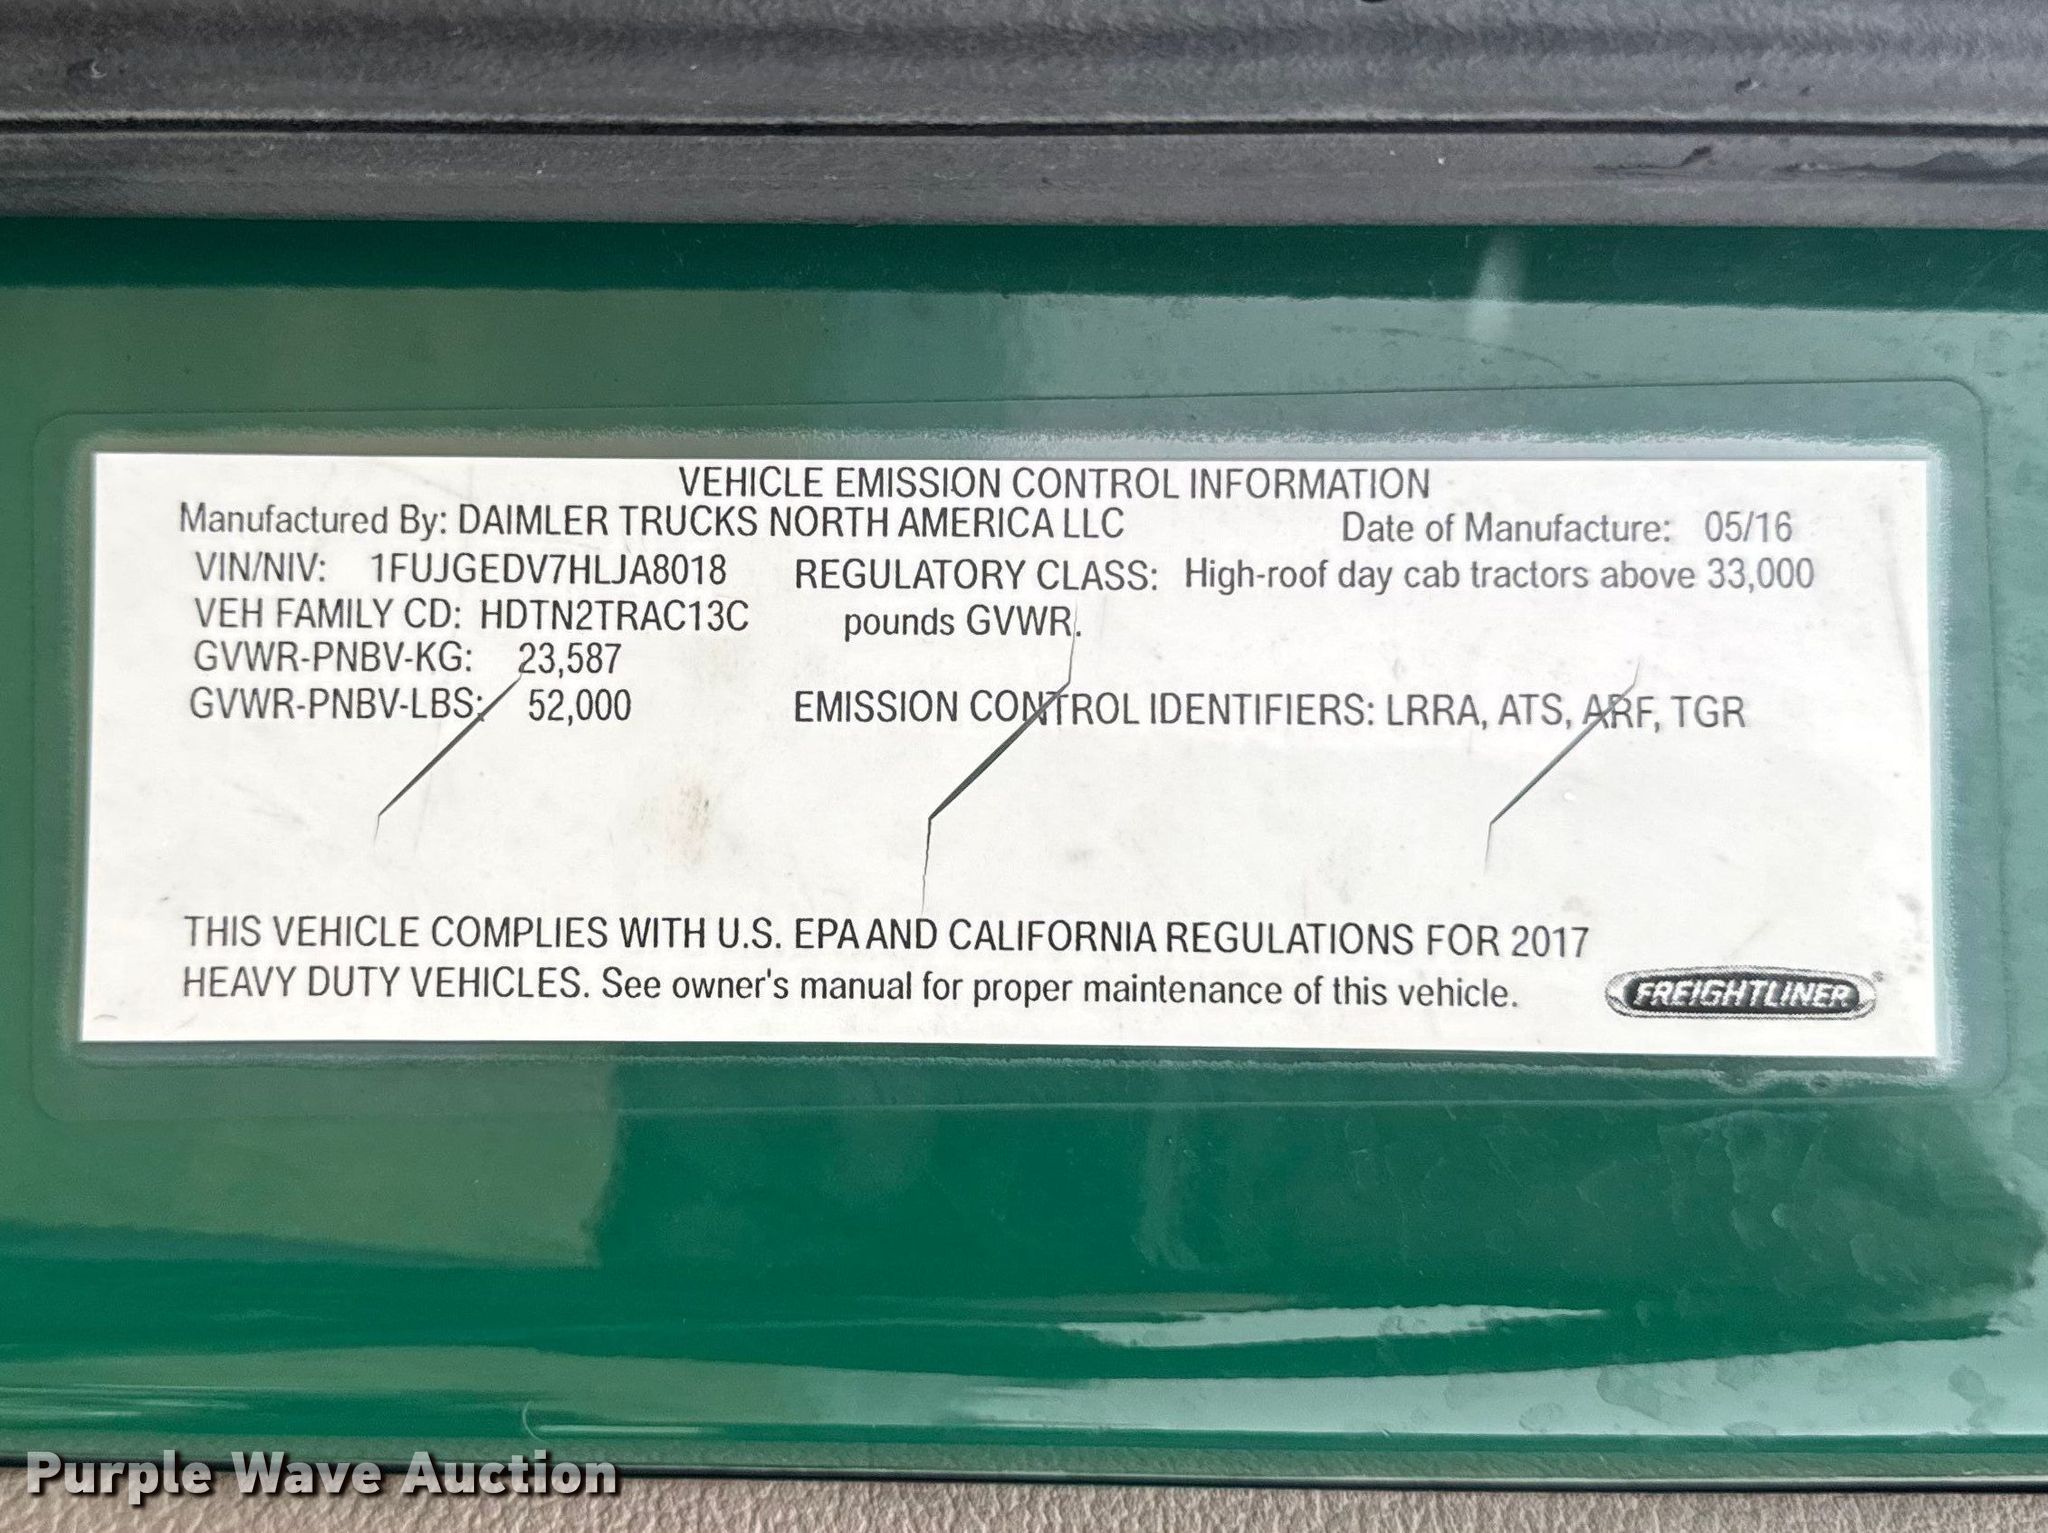 VEHICLE EMISSION CONTROL INFORMATION
Manufactured By: DAIMLER TRUCKS NORTH AMERICA LLC Date of Manufacture: 05/16
VIN/NIV: 1FUJGEDV7HLJA8018 REGULATORY CLASS: High-roof day cab tractors above 33,000
VEH FAMILY CD: HDTN2TRAC13C pounds GVWR.
GVWR-PNBV-KG: 23,587
GVWR-PNBV-LBS: 52,000 EMISSION CONTROL IDENTIFIERS: LRRA, ATS, ARF, TGR
THIS VEHICLE COMPLIES WITH U.S. EPA AND CALIFORNIA REGULATIONS FOR 2017
HEAVY DUTY VEHICLES. See owner's manual for proper maintenance of this vehicle.
FREIGHTLINER
Purple Wave Auction